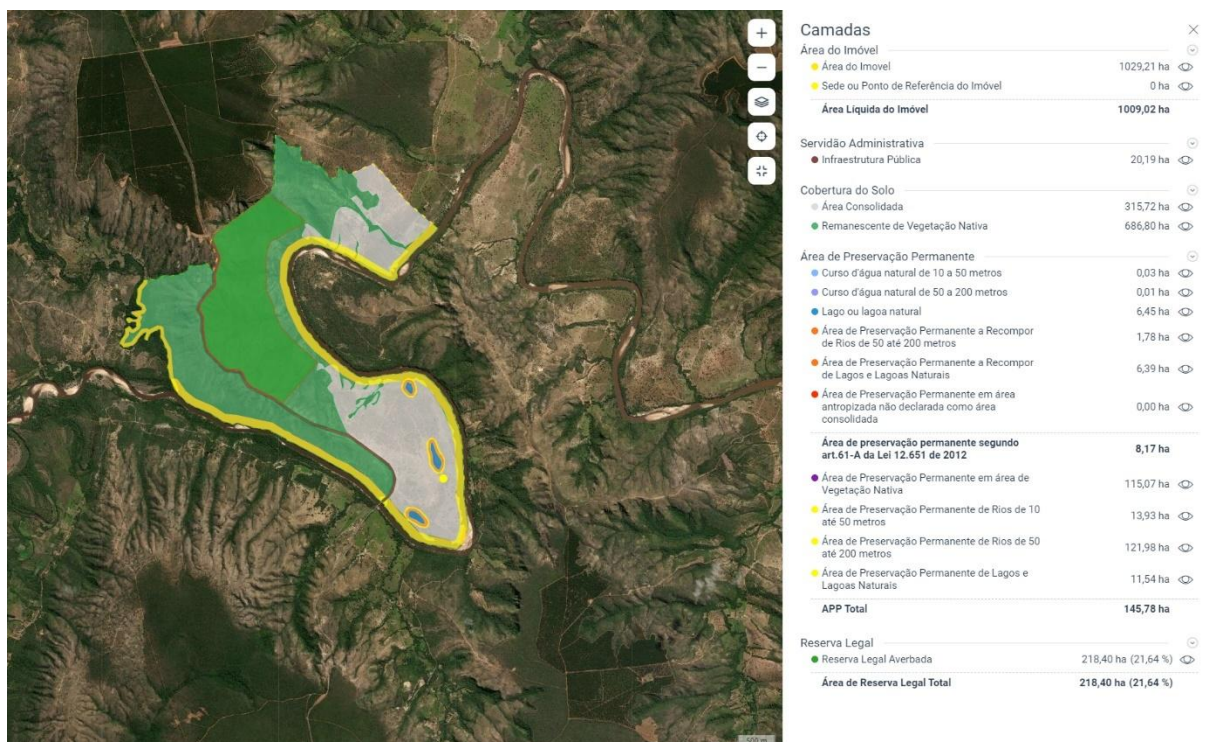 Camadas
Área do Imóvel
Área do Imovel 1029,21 ha
Sede ou Ponto de Referência do Imóvel 0 ha
Área Líquida do Imóvel 1009,02 ha
Servidão Administrativa
Infraestrutura Pública 20,19 ha
Cobertura do Solo
Área Consolidada 315,72 ha
Remanescente de Vegetação Nativa 686,80 ha
Área de Preservação Permanente
Curso d'água natural de 10 a 50 metros 0,03 ha
Curso d'água natural de 50 a 200 metros 0,01 ha
Lago ou lagoa natural 6,45 ha
Área de Preservação Permanente a Recompor
de Rios de 50 até 200 metros 1,78 ha
Área de Preservação Permanente a Recompor
de Lagos e Lagoas Naturais 6,39 ha
Área de Preservação Permanente em área
antropizada não declarada como área 0,00 ha
consolidada
Área de preservação permanente segundo
art.61-A da Lei 12.651 de 2012 8,17 ha
Área de Preservação Permanente em área de
Vegetação Nativa 115,07 ha
Área de Preservação Permanente de Rios de 10
até 50 metros 13,93 ha
Área de Preservação Permanente de Rios de 50
até 200 metros 121,98 ha
Área de Preservação Permanente de Lagos e
Lagoas Naturais 11,54 ha
APP Total 145,78 ha
Reserva Legal
Reserva Legal Averbada 218,40 ha (21,64 %)
Área de Reserva Legal Total 218,40 ha (21,64 %)
500 m